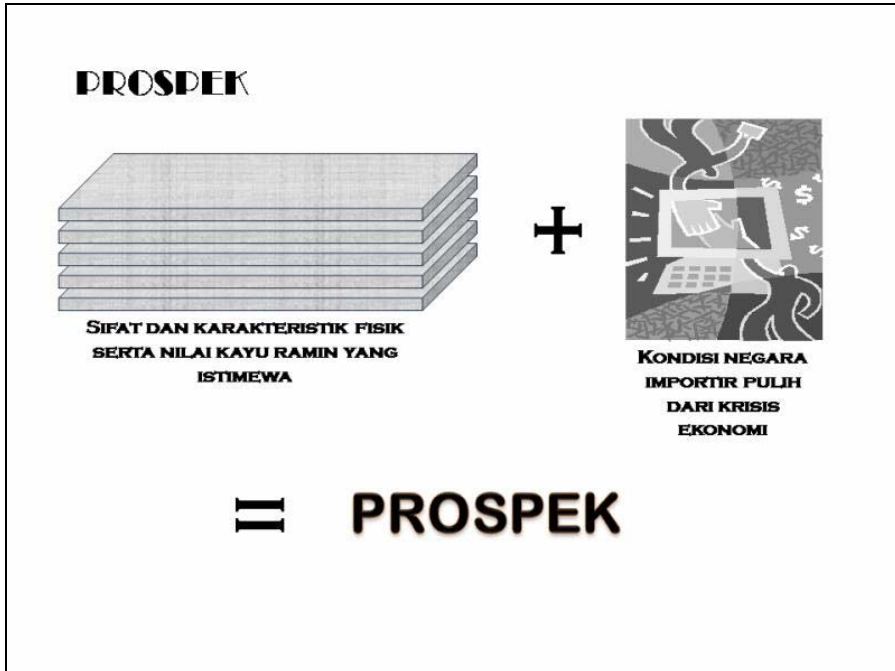 PROSPEK
+
SIFAT DAN KARAKTERISTIK FISIK
SERTA NILAI KAYU RAMIN YANG
ISTIMEWA
$
$
$
$
KONDISI NEGARA
IMPORTIR PULIH
DARI KRISIS
EKONOMI
= PROSPEK